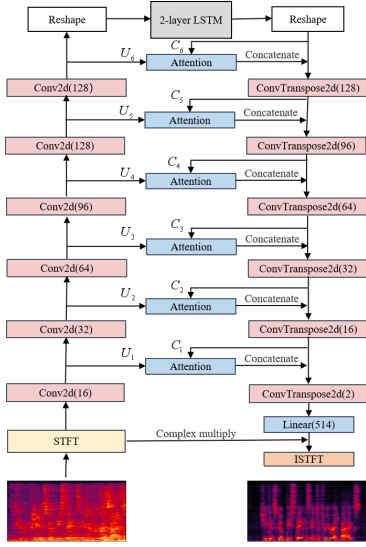 Reshape
2-layer LSTM
Reshape
U6
C6
Attention
Concatenate
Conv2d(128)
ConvTranspose2d(128)
U5
C5
Attention
Concatenate
Conv2d(128)
ConvTranspose2d(96)
U4
C4
Attention
Concatenate
Conv2d(96)
ConvTranspose2d(64)
U3
C3
Attention
Concatenate
Conv2d(64)
ConvTranspose2d(32)
U2
C2
Attention
Concatenate
Conv2d(32)
ConvTranspose2d(16)
U1
C1
Attention
Concatenate
Conv2d(16)
ConvTranspose2d(2)
Linear(514)
STFT
Complex multiply
ISTFT